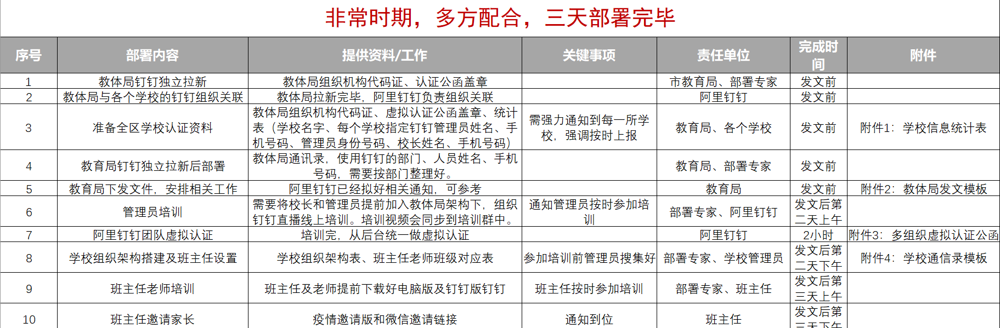 非常时期，多方配合，三天部署完毕
序号 部署内容 提供资料/工作 关键事项 责任单位 完成时间 附件
1 教体局钉钉独立拉新 教体局组织机构代码证、认证公函盖章 市教育局、部署专家 发文前
2 教体局与各个学校的钉钉组织关联 教体局拉新完毕，阿里钉钉负责组织关联 阿里钉钉 发文前
3 准备全区学校认证资料 教体局组织机构代码证、虚拟认证公函盖章、统计表（学校名字、每个学校指定钉钉管理员姓名、手机号码、管理员身份号码、校长姓名、手机号码） 需强力通知到每一所学校，强调按时上报 教育局、各个学校 发文前 附件1：学校信息统计表
4 教育局钉钉独立拉新后部署 教体局通讯录，使用钉钉的部门、人员姓名、手机号码，需要按部门整理好。 教育局、部署专家 发文前
5 教育局下发文件，安排相关工作 阿里钉钉已经拟好相关通知，可参考 教育局 发文前 附件2：教体局发文模板
6 管理员培训 需要将校长和管理员提前加入教体局架构下，组织钉钉直播线上培训。培训视频会同步到培训群中。 通知管理员按时参加培训 部署专家、阿里钉钉 发文后第二天上午
7 阿里钉钉团队虚拟认证 培训完，从后台统一做虚拟认证 阿里钉钉 2小时 附件3：多组织虚拟认证公函
8 学校组织架构搭建及班主任设置 学校组织架构表、班主任老师班级对应表 参加培训前管理员搜集好 部署专家、学校管理员 发文后第二天下午 附件4：学校通信录模板
9 班主任老师培训 班主任及老师提前下载好电脑版及钉钉版钉钉 班主任按时参加培训 部署专家、班主任 发文后第三天上午
10 班主任邀请家长 疫情邀请版和微信邀请链接 通知到位 班主任 发文后第三天下午